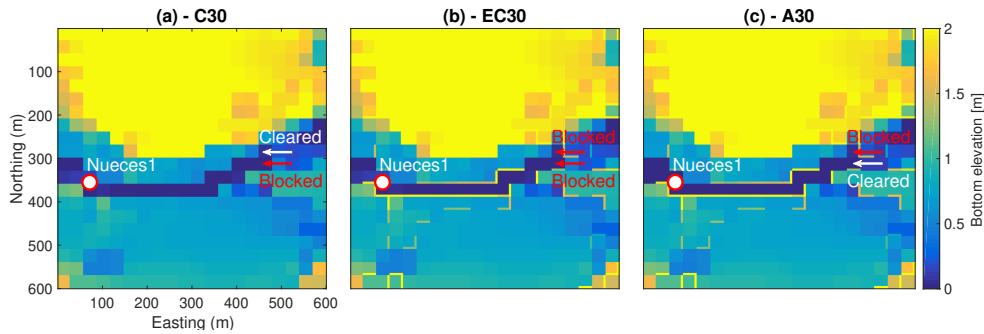 (a) - C30
(b) - EC30
(c) - A30
Northing (m)
100
200
300
400
500
600
Cleared
Nueces1
Blocked
100 200 300 400 500 600
Easting (m)
Blocked
Nueces1
Blocked
Blocked
Nueces1
Cleared
2
1.5
1
0.5
0
Bottom elevation [m]